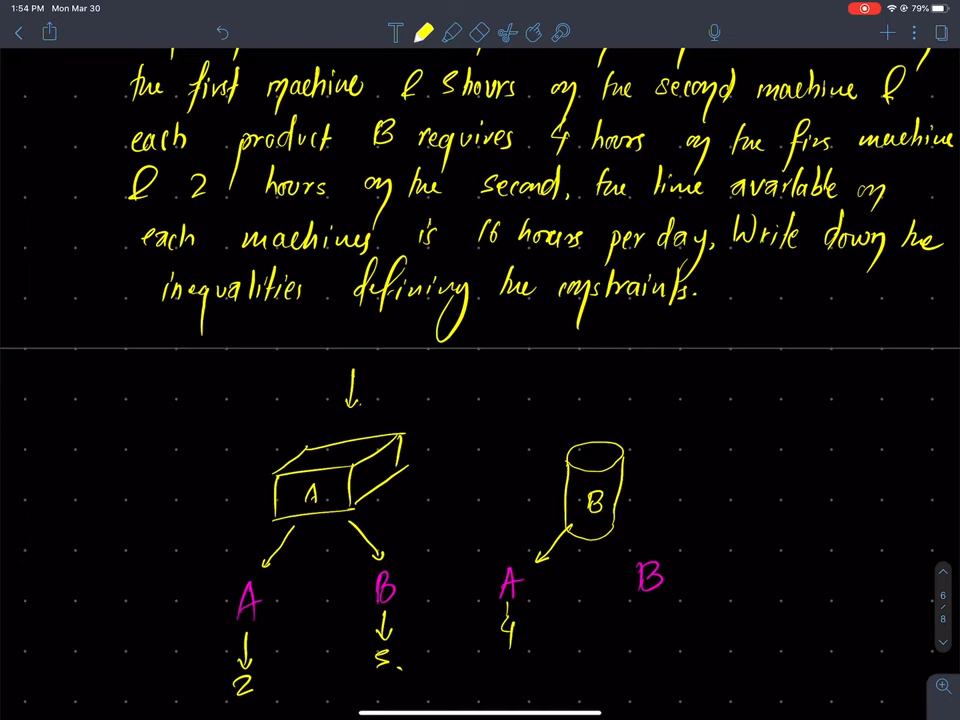 1:54 PM Mon Mar 30
79%
the first machine & 5 hours on the second machine &
each product B requires 4 hours on the firs machine
& 2 hours on the second, the time available on
each machines is 16 hours per day, Write down the
inequalities defining the constraints.
A B
A B A B
4
5.
2
6
/
8